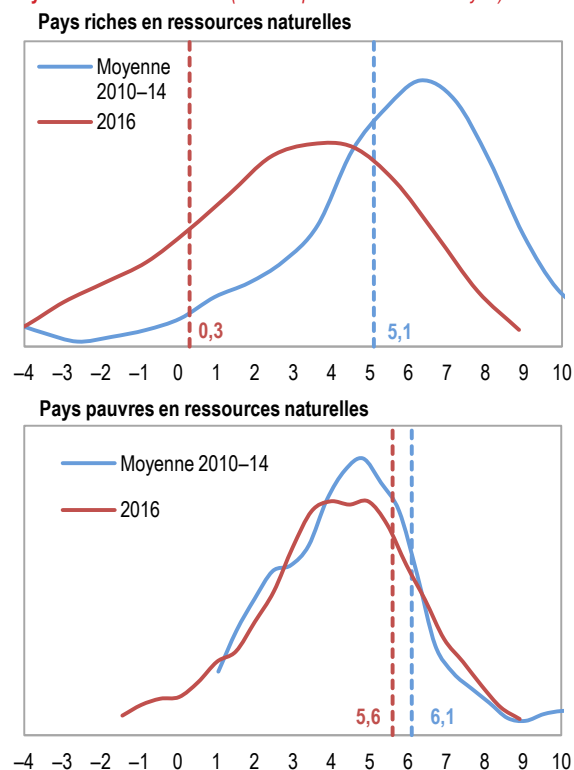 Pays riches en ressources naturelles
Moyenne
2010–14
2016
0,3
5,1
–4 –3 –2 –1 0 1 2 3 4 5 6 7 8 9 10
Pays pauvres en ressources naturelles
Moyenne 2010–14
2016
5,6
6,1
–4 –3 –2 –1 0 1 2 3 4 5 6 7 8 9 10